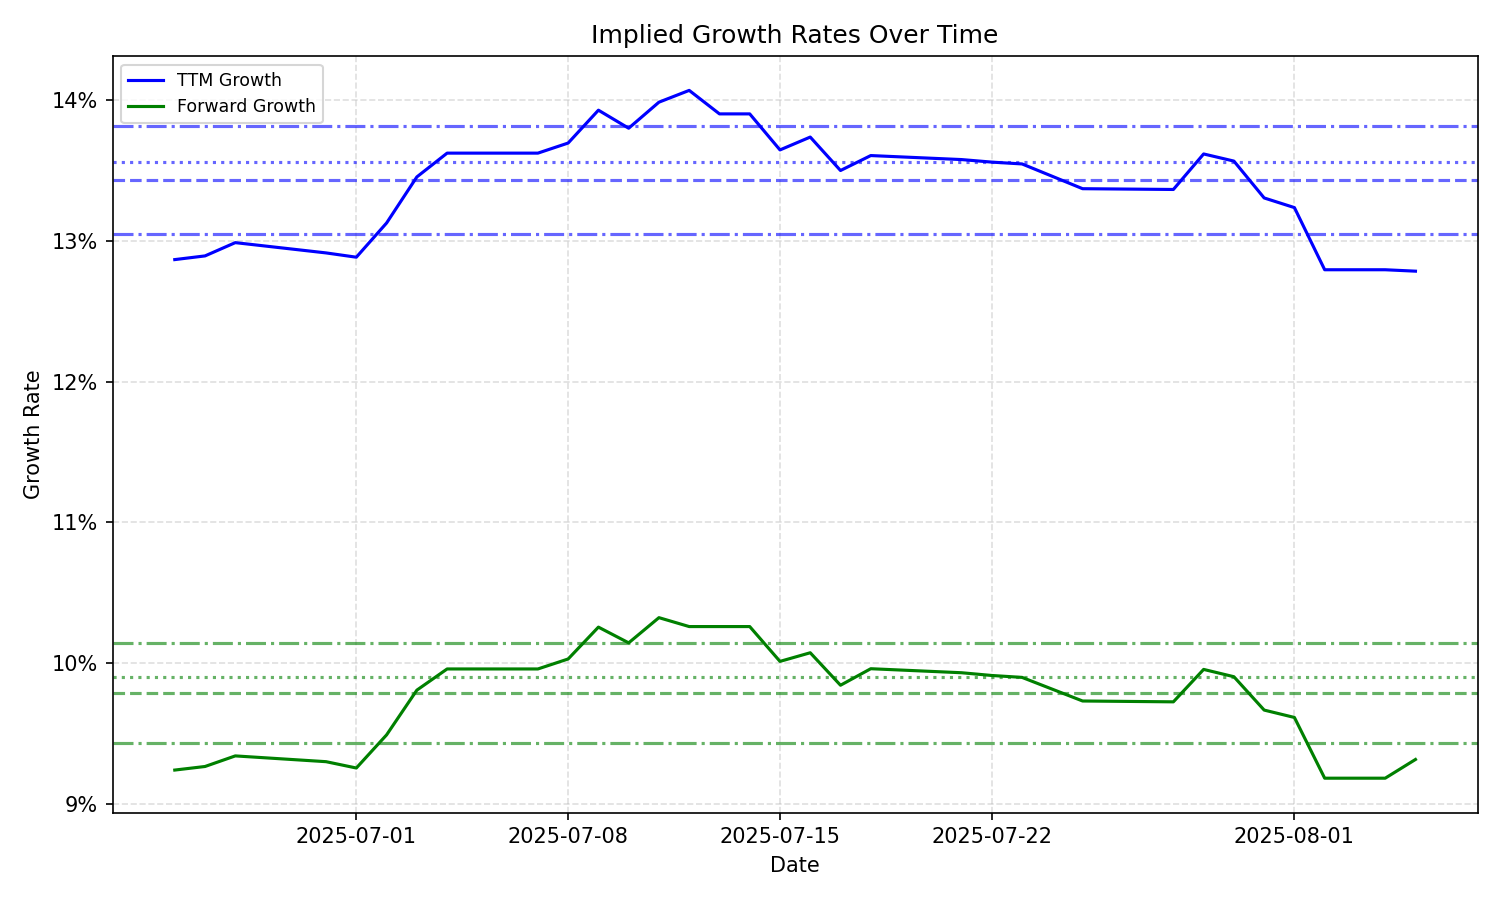 Implied Growth Rates Over Time
TTM Growth
Forward Growth
14%
13%
12%
11%
10%
9%
Growth Rate
2025-07-01 2025-07-08 2025-07-15 2025-07-22 2025-08-01
Date